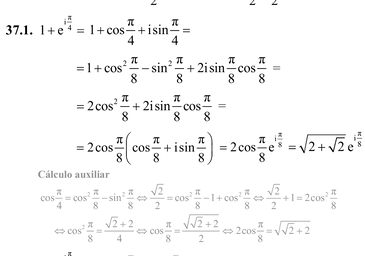 2 2 2
37.1. 1+e^{iπ/4} = 1+cos π/4 + i sin π/4 =
=1+cos² π/8 − sin² π/8 + 2i sin π/8 cos π/8 =
=2cos² π/8 + 2i sin π/8 cos π/8 =
=2cos π/8 (cos π/8 + i sin π/8) = 2cos π/8 e^{iπ/8} = √(2+√2) e^{iπ/8}
Cálculo auxiliar
cos π/4 = cos² π/8 − sin² π/8 ⇔ √2/2 = cos² π/8 − 1 + cos² π/8 ⇔ √2/2 + 1 = 2cos² π/8
⇔ cos² π/8 = (√2+2)/4 ⇔ cos π/8 = √(√2+2)/2 ⇔ 2cos π/8 = √(√2+2)